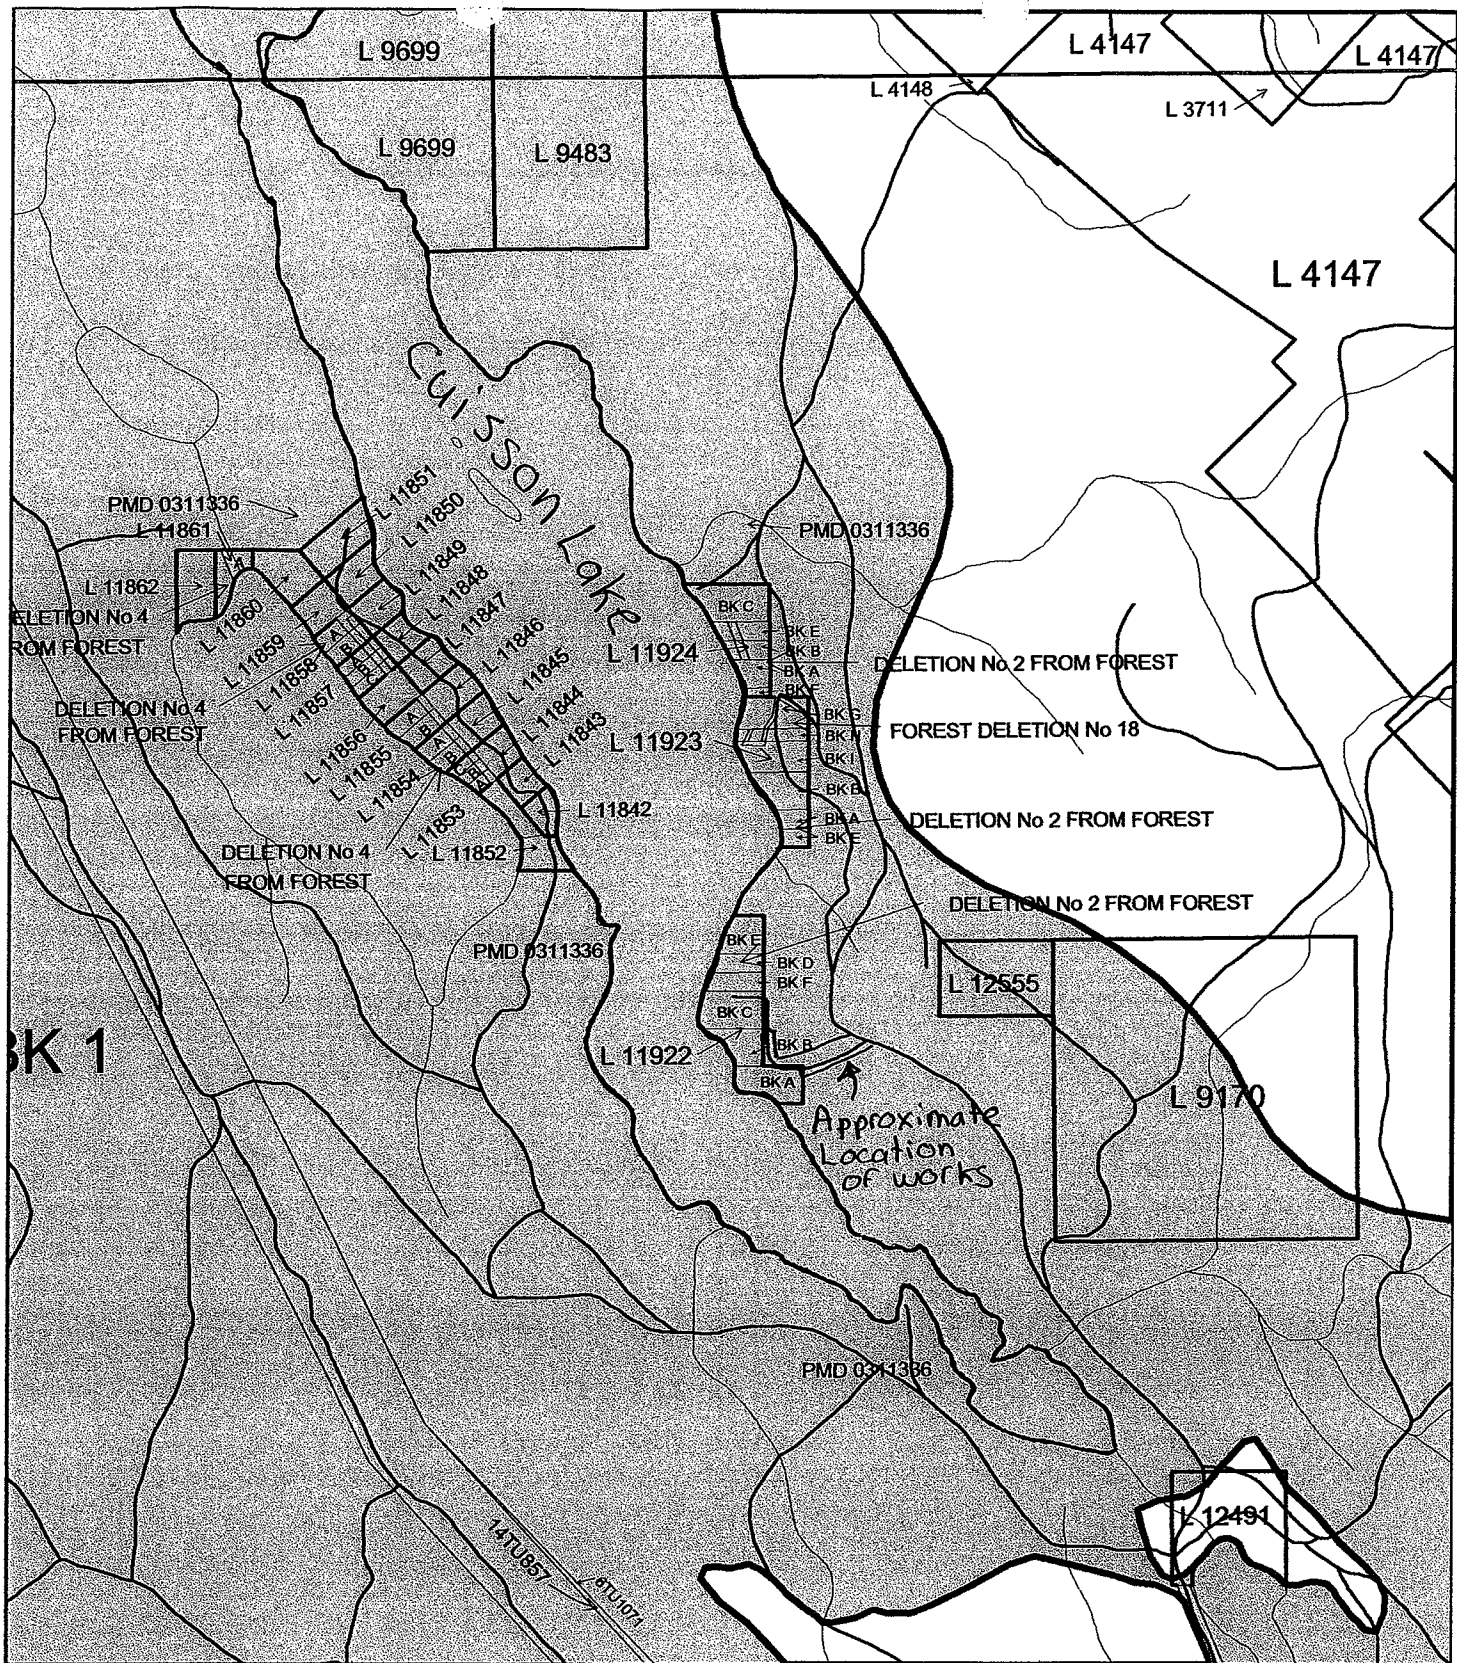 L 9699
L 4147
L 4147
L 4148
L 3711
L 9699
L 9483
L 4147
Cuisson Lake
PMD 0311336
L 11861
L 11862
DELETION No 4
FROM FOREST
L 11851
L 11850
L 11849
L 11848
L 11847
L 11846
L 11845
L 11844
L 11843
L 11842
L 11860
L 11859
L 11858
L 11857
L 11856
L 11855
L 11854
L 11853
L 11852
A
B
A
B
C
A
B
A
B
C
B
A
DELETION No 4
FROM FOREST
DELETION No 4
FROM FOREST
PMD 0311336
PMD 0311336
BK C
BK E
BK B
BK A
BK F
L 11924
DELETION No 2 FROM FOREST
BK G
BK H
BK I
BK B
BK A
BK E
L 11923
FOREST DELETION No 18
DELETION No 2 FROM FOREST
DELETION No 2 FROM FOREST
BK E
BK D
BK F
BK C
BK B
BK A
L 11922
L 12555
L 9170
BK 1
Approximate
Location
of works
PMD 0311336
L 12491
14TU857
6TU1071